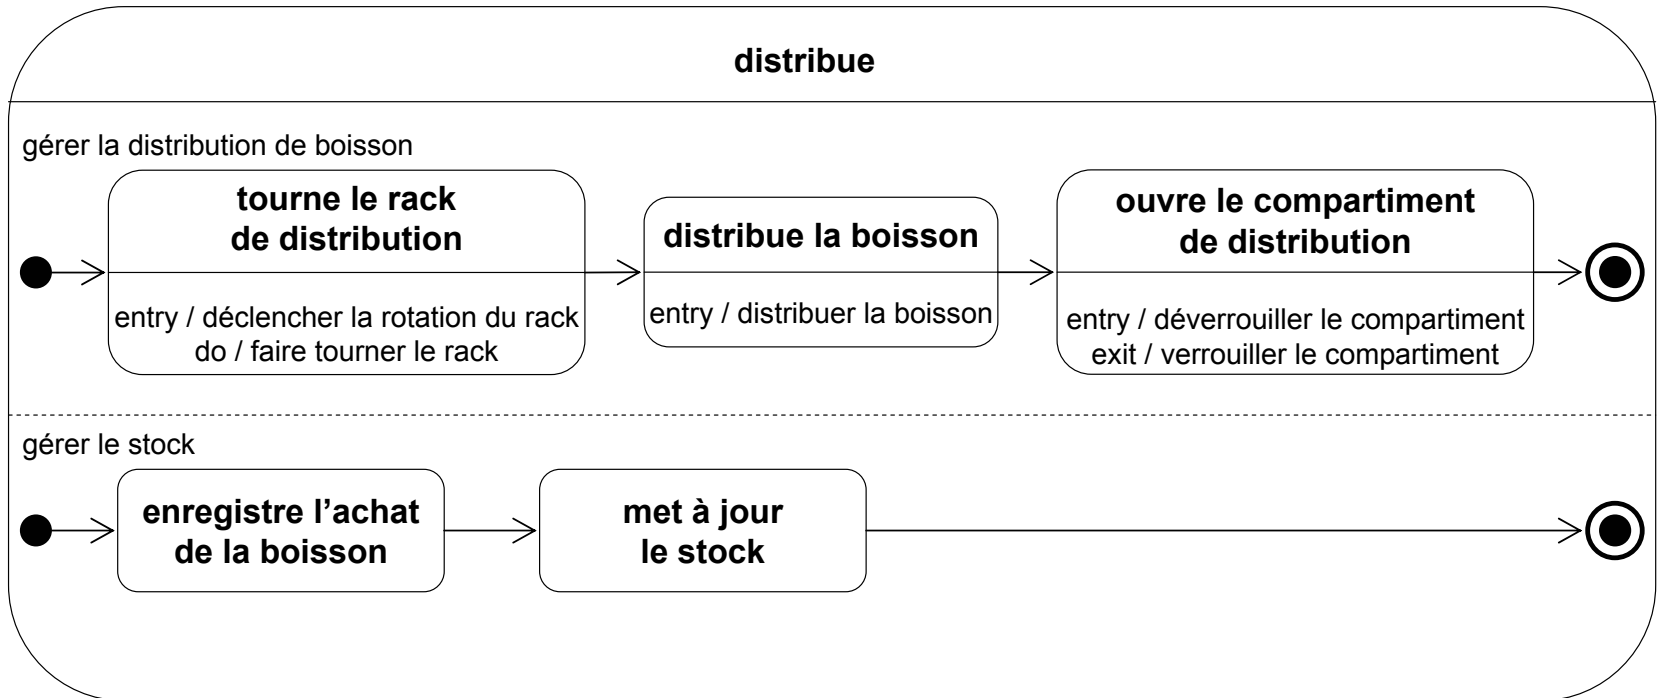 distribue
gérer la distribution de boisson
tourne le rack
de distribution
entry / déclencher la rotation du rack
do / faire tourner le rack
distribue la boisson
entry / distribuer la boisson
ouvre le compartiment
de distribution
entry / déverrouiller le compartiment
exit / verrouiller le compartiment
gérer le stock
enregistre l’achat
de la boisson
met à jour
le stock